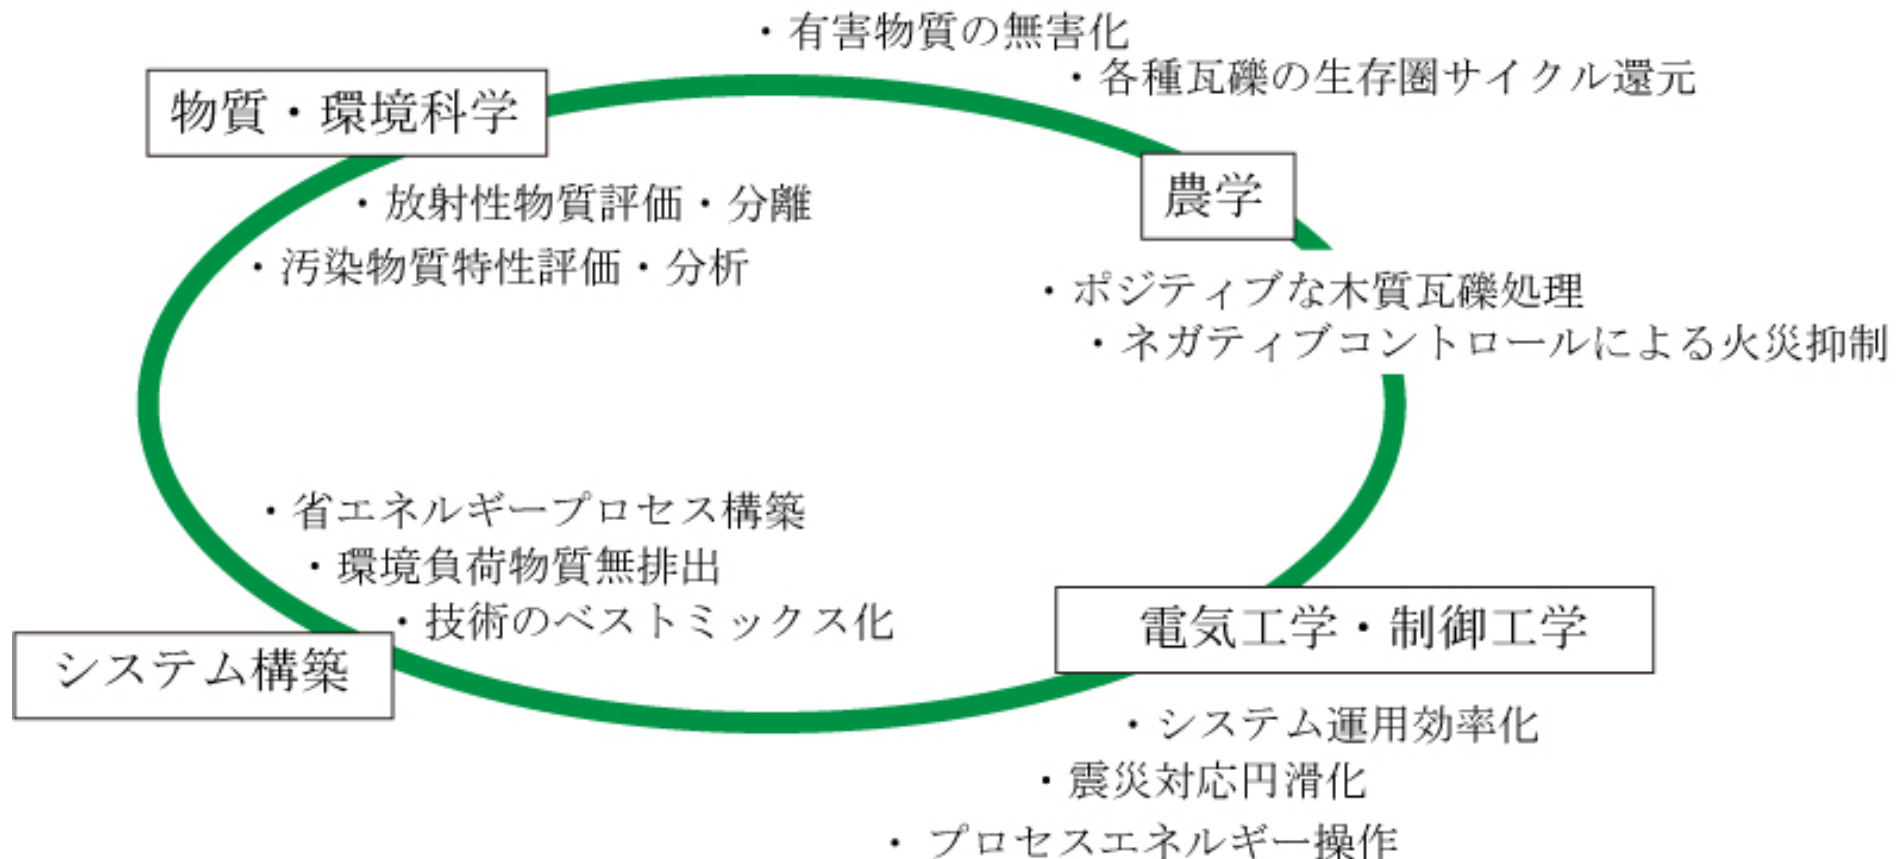 ・有害物質の無害化
・各種瓦礫の生存圏サイクル還元
物質・環境科学
農学
・放射性物質評価・分離
・汚染物質特性評価・分析
・ポジティブな木質瓦礫処理
・ネガティブコントロールによる火災抑制
・省エネルギープロセス構築
・環境負荷物質無排出
・技術のベストミックス化
電気工学・制御工学
システム構築
・システム運用効率化
・震災対応円滑化
・プロセスエネルギー操作